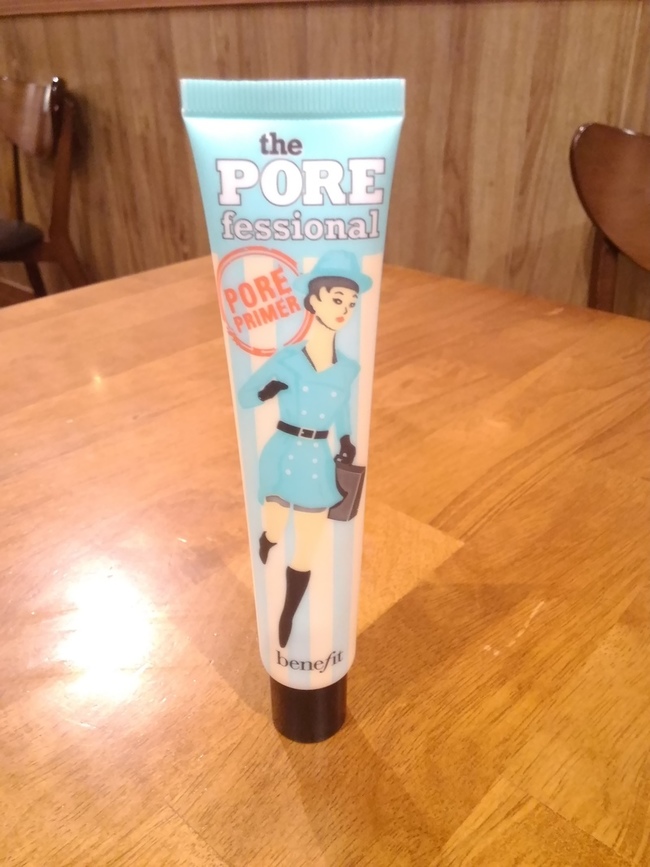 the
PORE
fessional
PORE
PRIMER
benefit